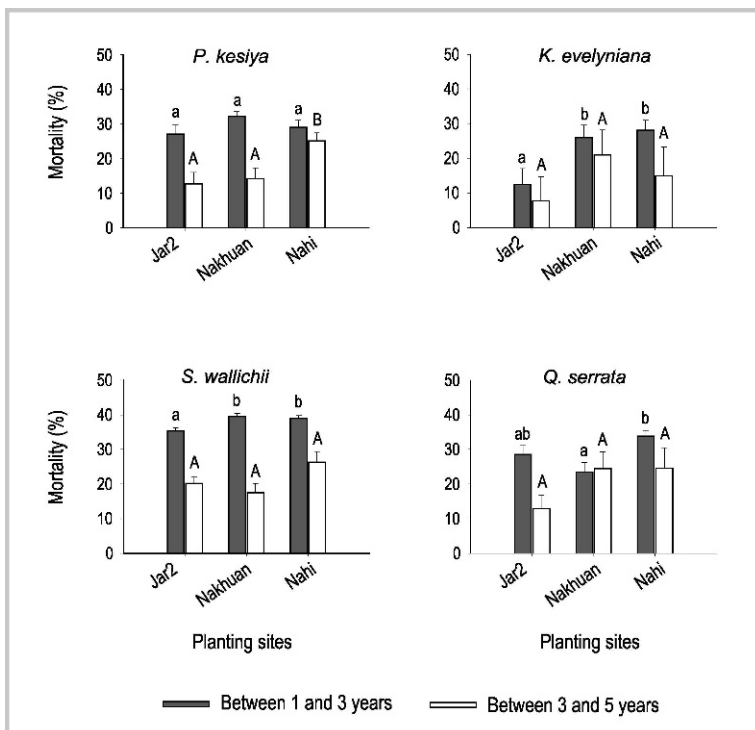 P. kesiya
Mortality (%)
50
40
30
20
10
0
a
A
a
A
a
B
Jar2
Nakhuan
Nahi
K. evelyniana
50
40
30
20
10
0
a
A
b
A
b
A
Jar2
Nakhuan
Nahi
S. wallichii
Mortality (%)
50
40
30
20
10
0
a
A
b
A
b
A
Jar2
Nakhuan
Nahi
Planting sites
Q. serrata
50
40
30
20
10
0
ab
A
a
A
b
A
Jar2
Nakhuan
Nahi
Planting sites
Between 1 and 3 years
Between 3 and 5 years